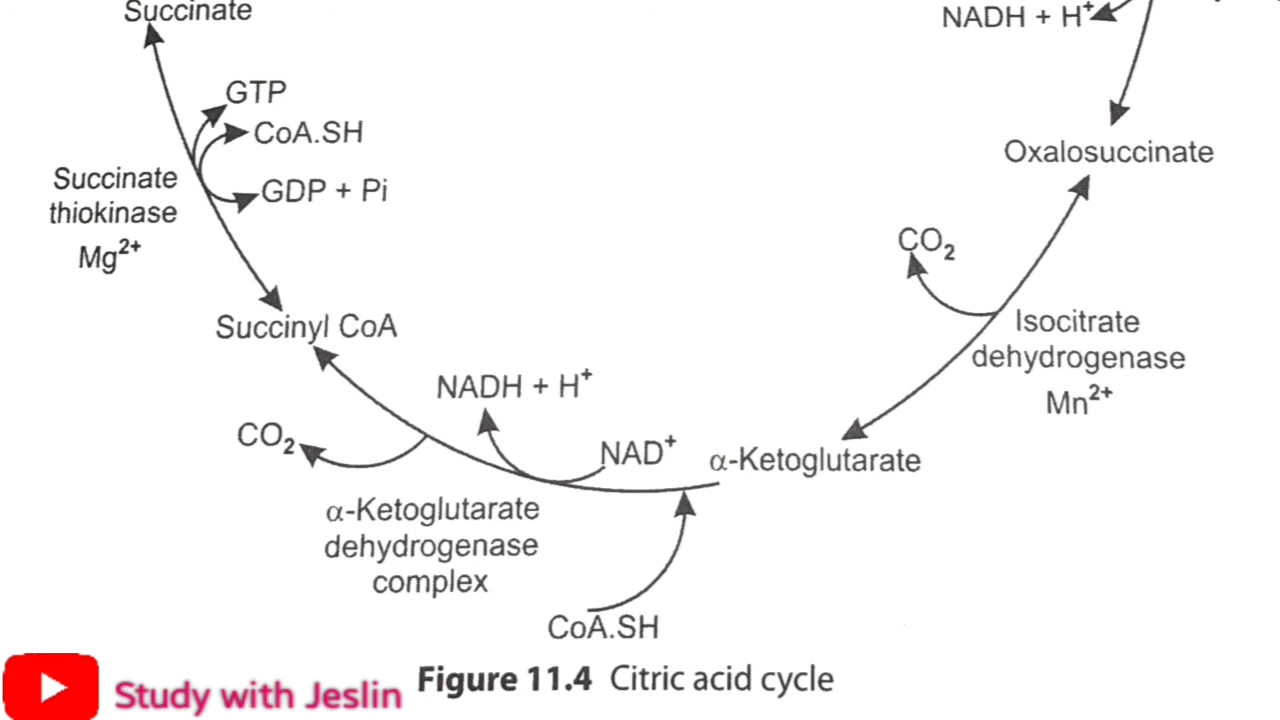 Succinate
NADH + H⁺
GTP
CoA.SH
Oxalosuccinate
Succinate
thiokinase
Mg²⁺
GDP + Pi
CO₂
Succinyl CoA
Isocitrate
dehydrogenase
Mn²⁺
NADH + H⁺
CO₂
NAD⁺
α-Ketoglutarate
α-Ketoglutarate
dehydrogenase
complex
CoA.SH
Figure 11.4 Citric acid cycle
Study with Jeslin